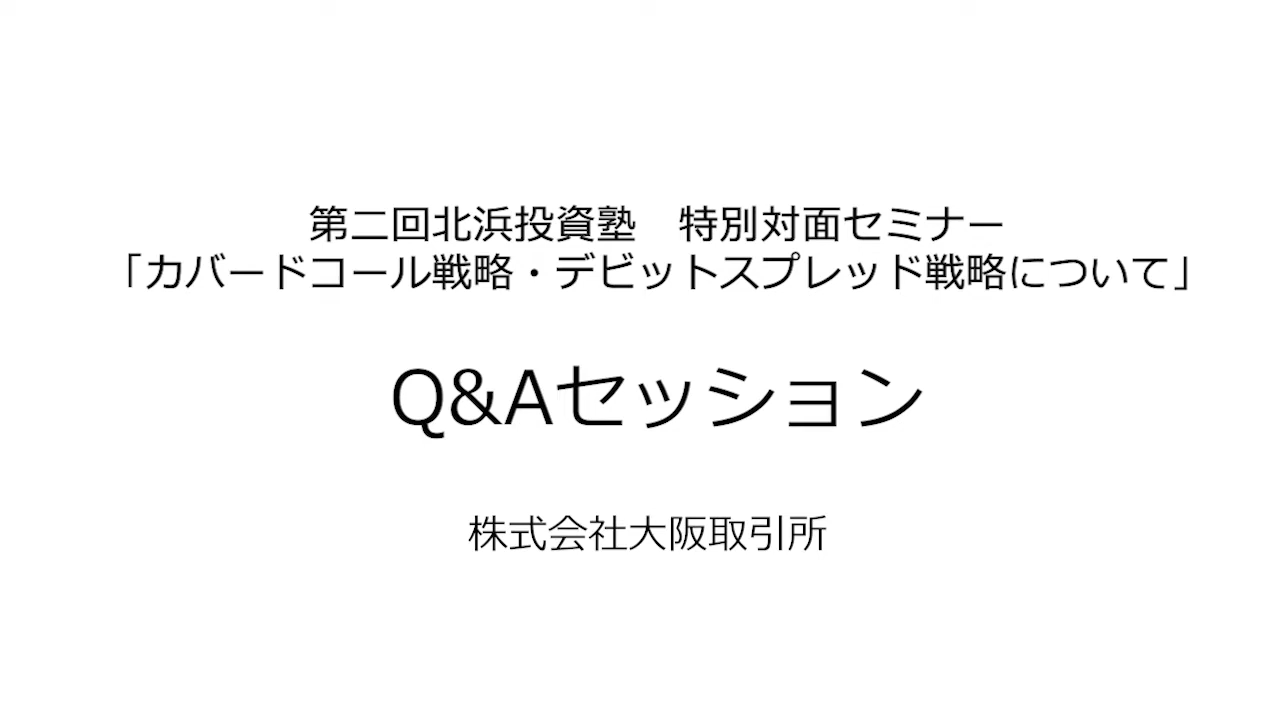 第二回北浜投資塾　特別対面セミナー
「カバードコール戦略・デビットスプレッド戦略について」
Q&Aセッション
株式会社大阪取引所